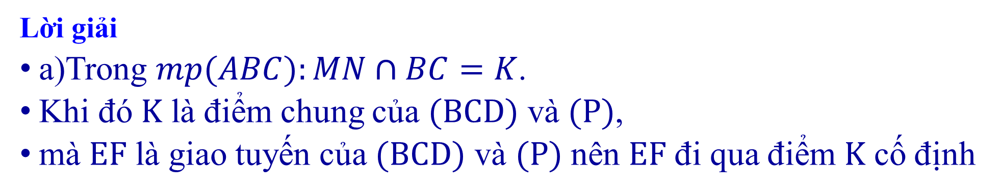 Lời giải
• a)Trong mp(ABC): MN ∩ BC = K.
• Khi đó K là điểm chung của (BCD) và (P),
• mà EF là giao tuyến của (BCD) và (P) nên EF đi qua điểm K cố định